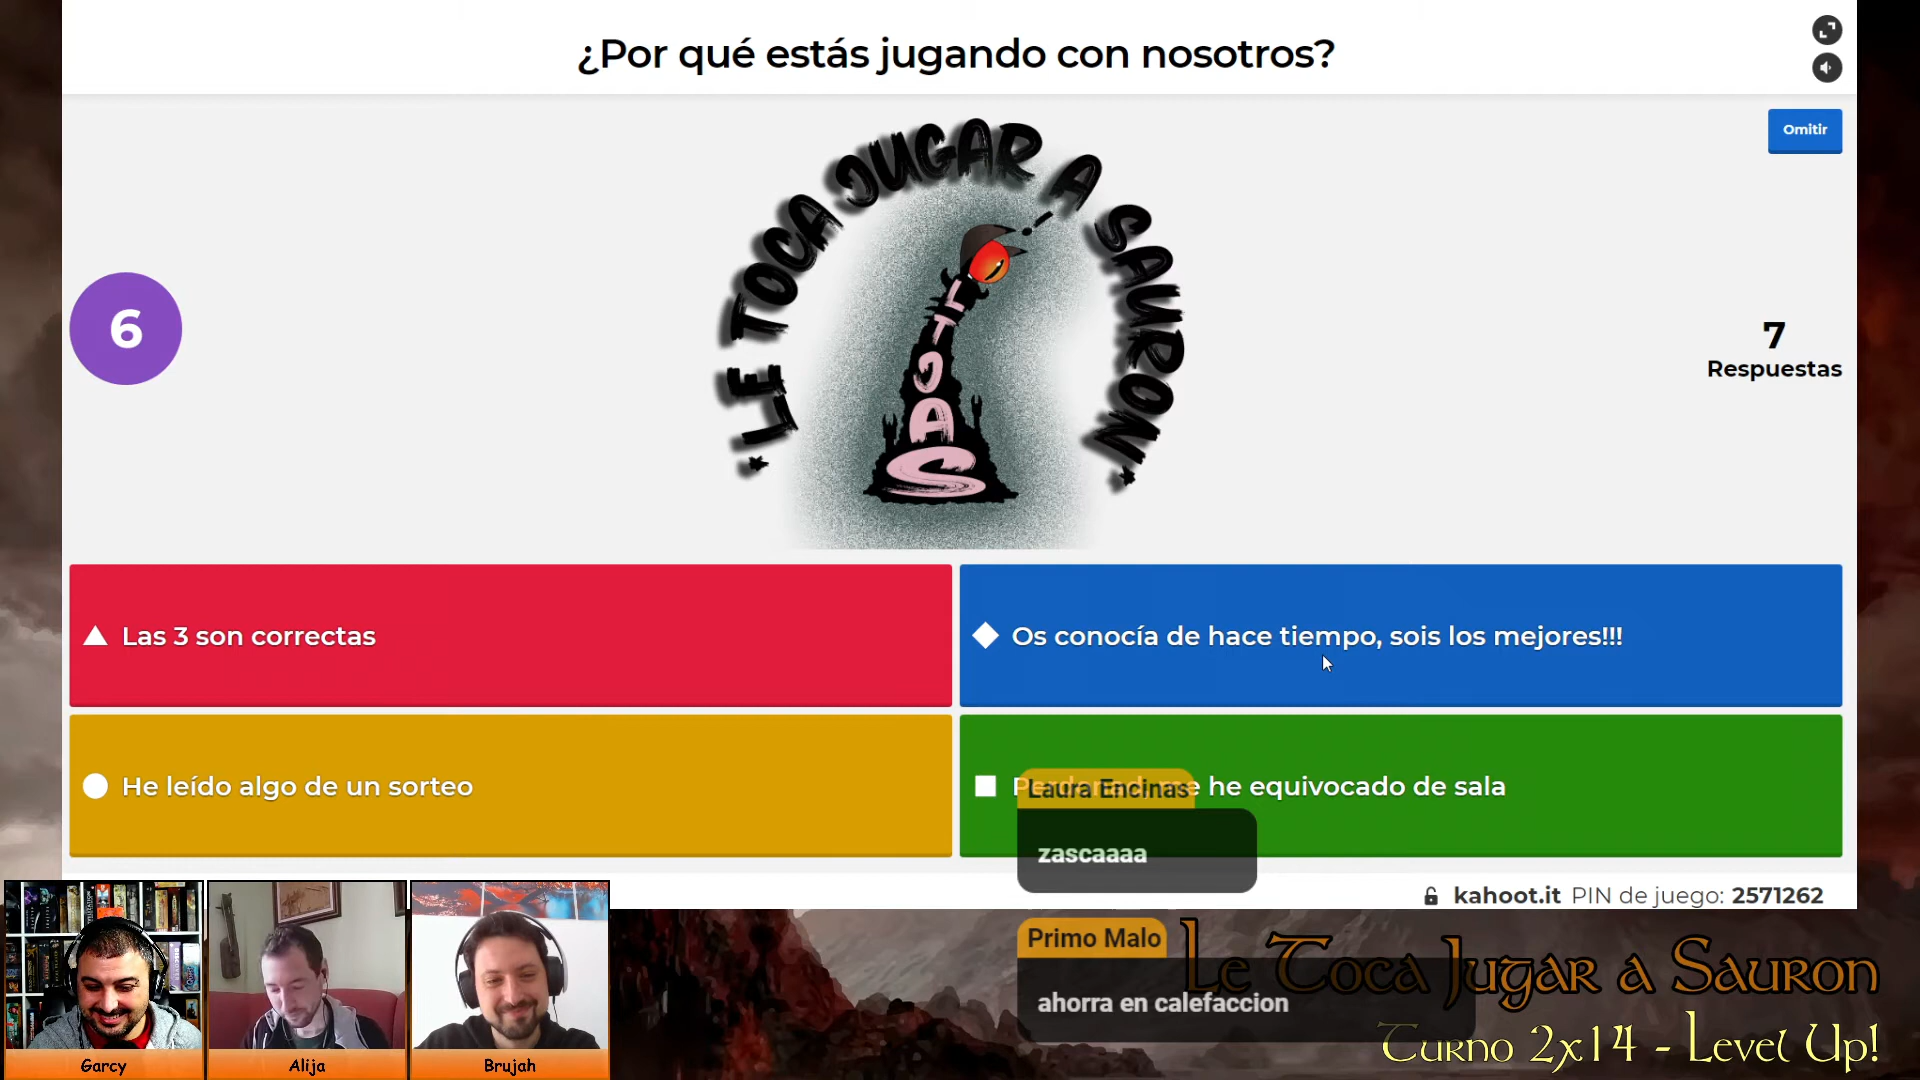 ¿Por qué estás jugando con nosotros?
Omitir
LE TOCA JUGAR A SAURON
LTJAS
6
7
Respuestas
Las 3 son correctas
Os conocía de hace tiempo, sois los mejores!!!
He leído algo de un sorteo
he equivocado de sala
Laura Encinas
zascaaaa
kahoot.it PIN de juego: 2571262
Primo Malo
ahorra en calefaccion
Le Toca Jugar a Sauron
Turno 2x14 - Level Up!
Garcy
Alija
Brujah